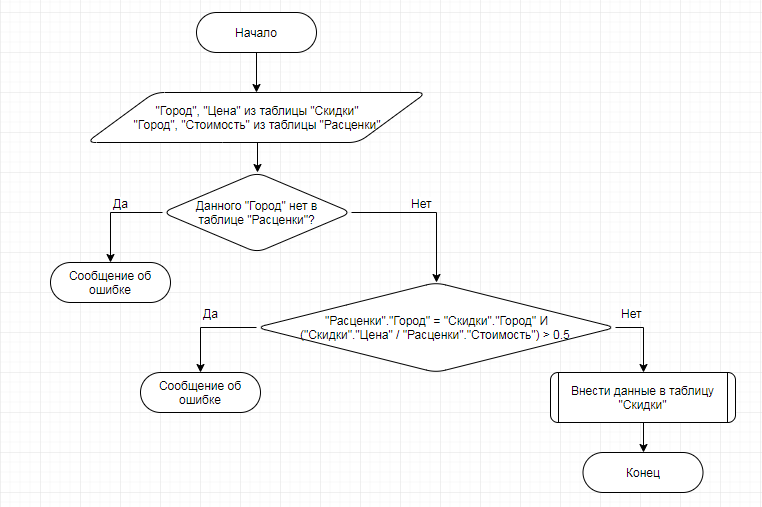 Начало
"Город", "Цена" из таблицы "Скидки"
"Город", "Стоимость" из таблицы "Расценки"
Данного "Город" нет в
таблице "Расценки"?
Да
Нет
Сообщение об
ошибке
"Расценки"."Город" = "Скидки"."Город" И
("Скидки"."Цена" / "Расценки"."Стоимость") > 0.5
Да
Нет
Сообщение об
ошибке
Внести данные в таблицу
"Скидки"
Конец